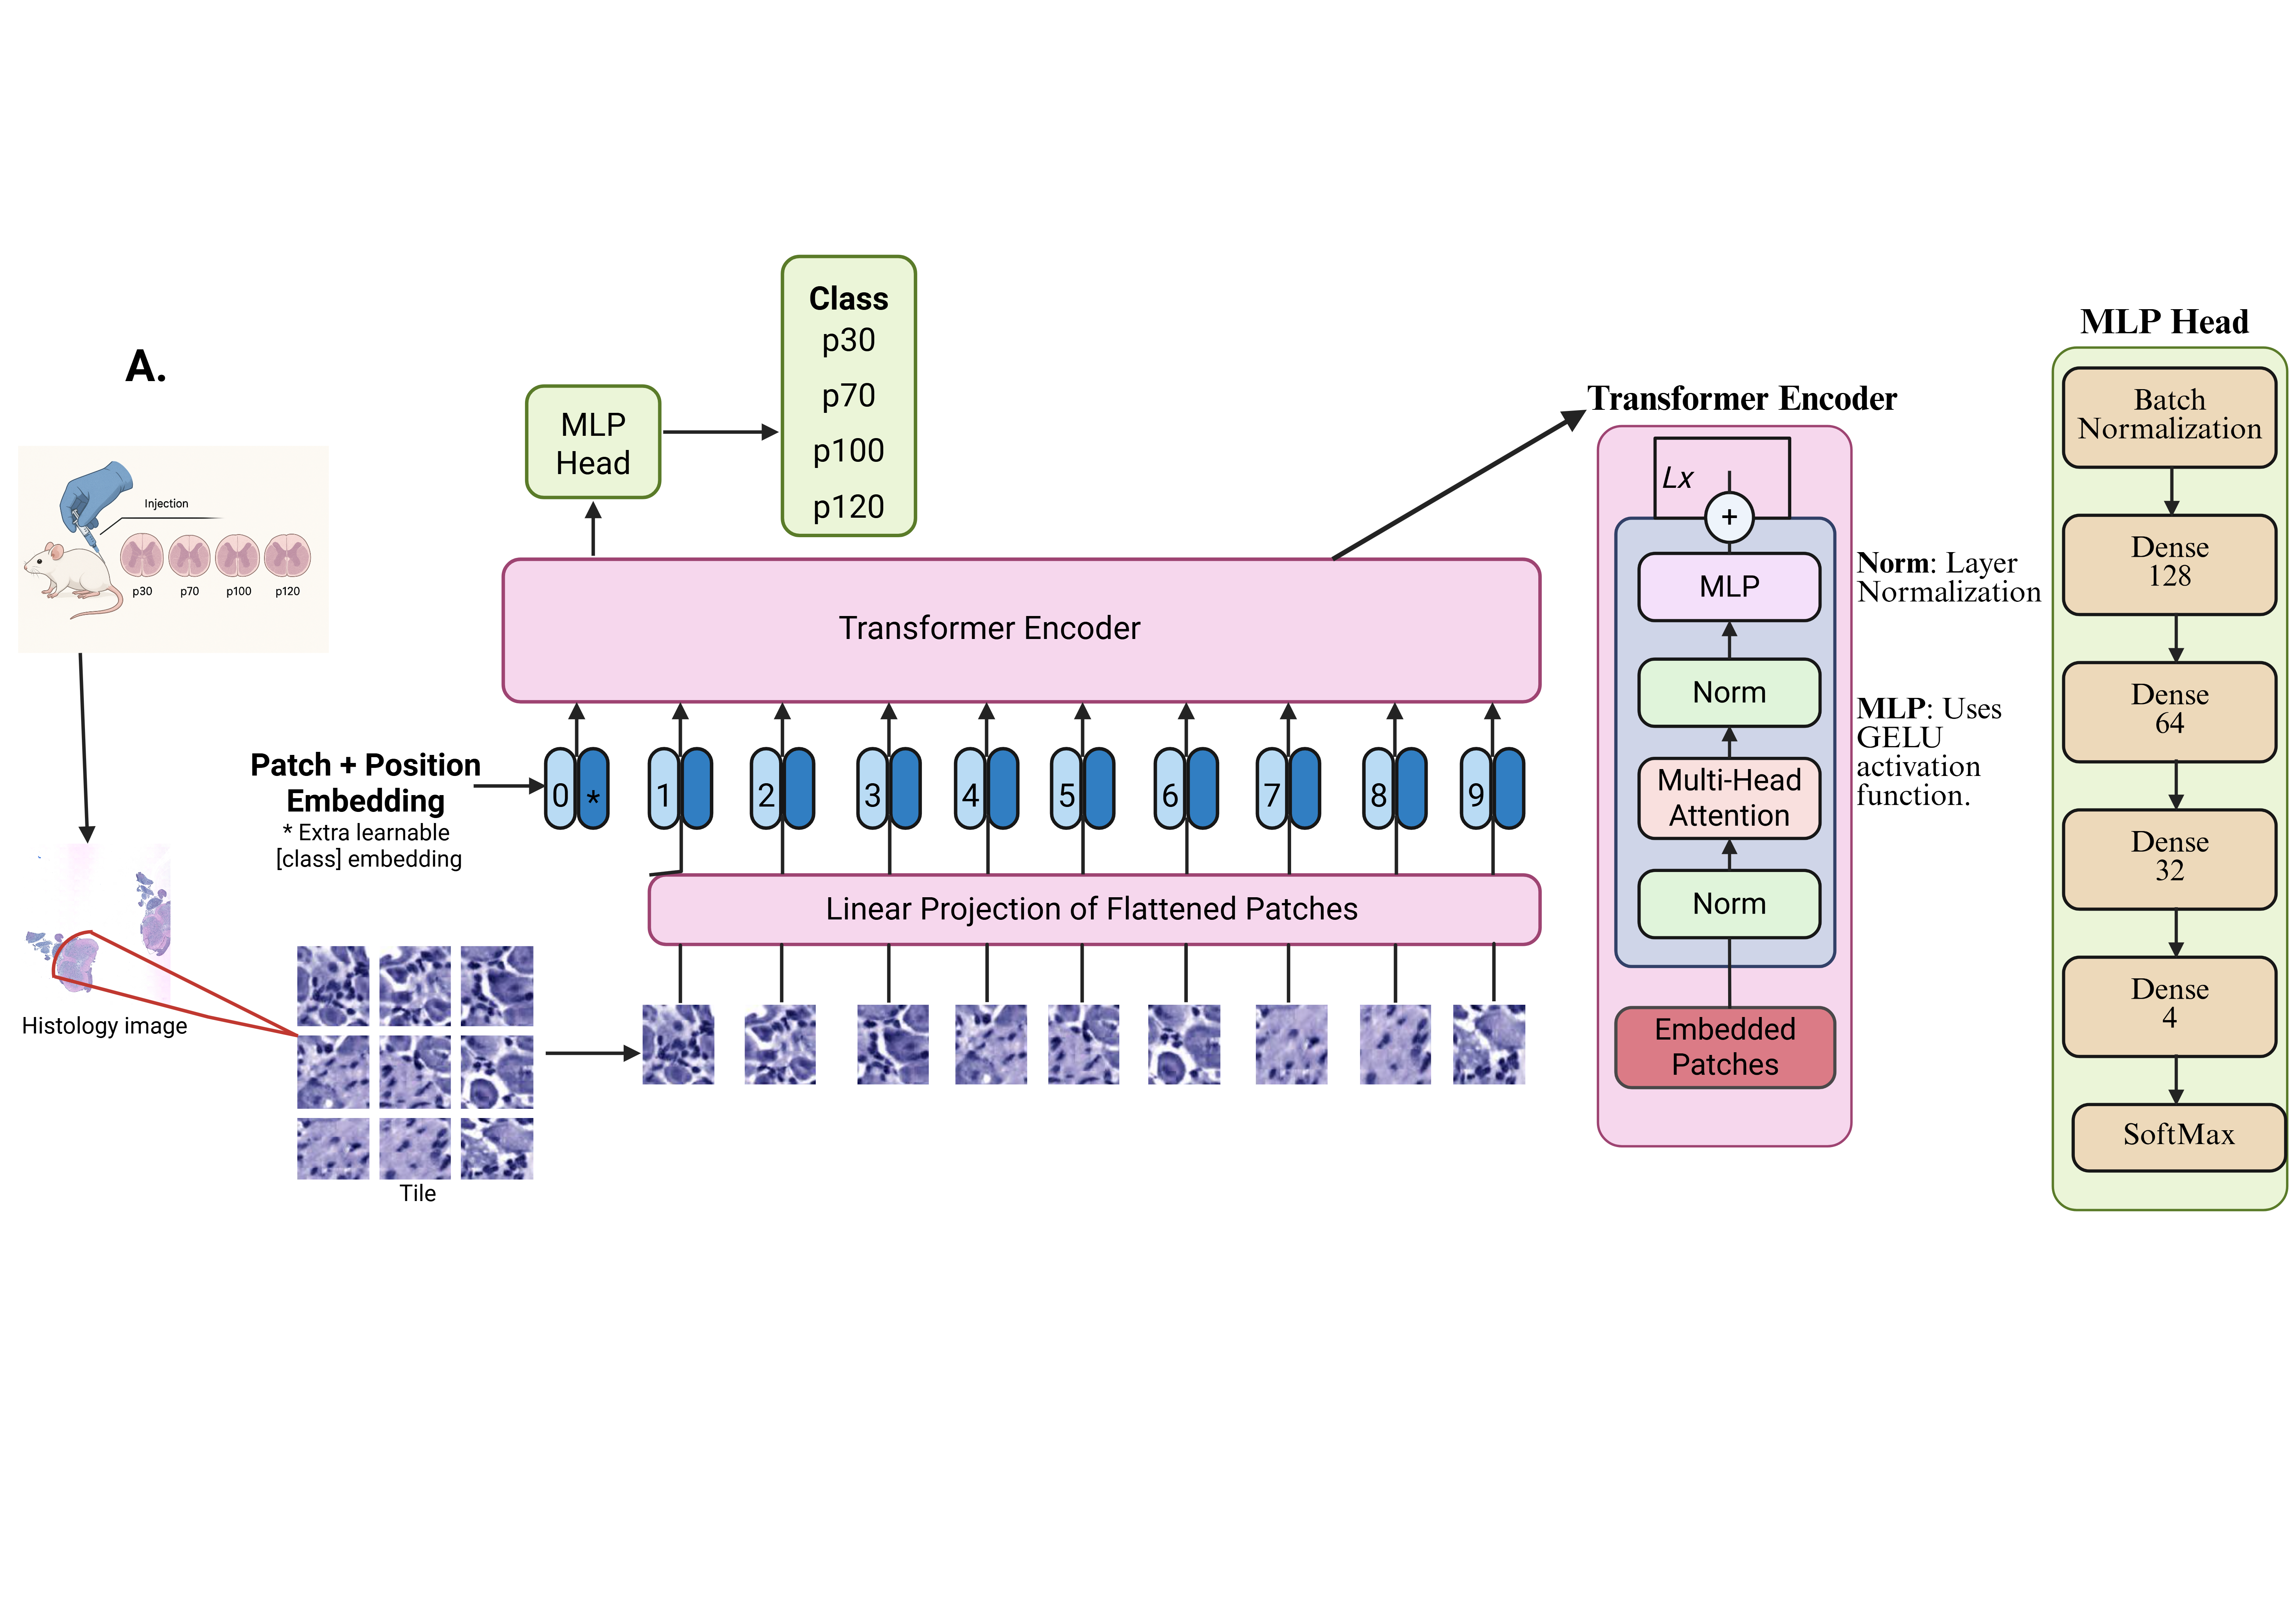 A.
Injection
p30 p70 p100 p120
Histology image
Tile
Patch + Position
Embedding
* Extra learnable
[class] embedding
MLP
Head
Class
p30
p70
p100
p120
Transformer Encoder
0 * 1 2 3 4 5 6 7 8 9
Linear Projection of Flattened Patches
Transformer Encoder
Lx
+
MLP
Norm
Multi-Head
Attention
Norm
Embedded
Patches
Norm: Layer
Normalization
MLP: Uses
GELU
activation
function.
MLP Head
Batch
Normalization
Dense
128
Dense
64
Dense
32
Dense
4
SoftMax